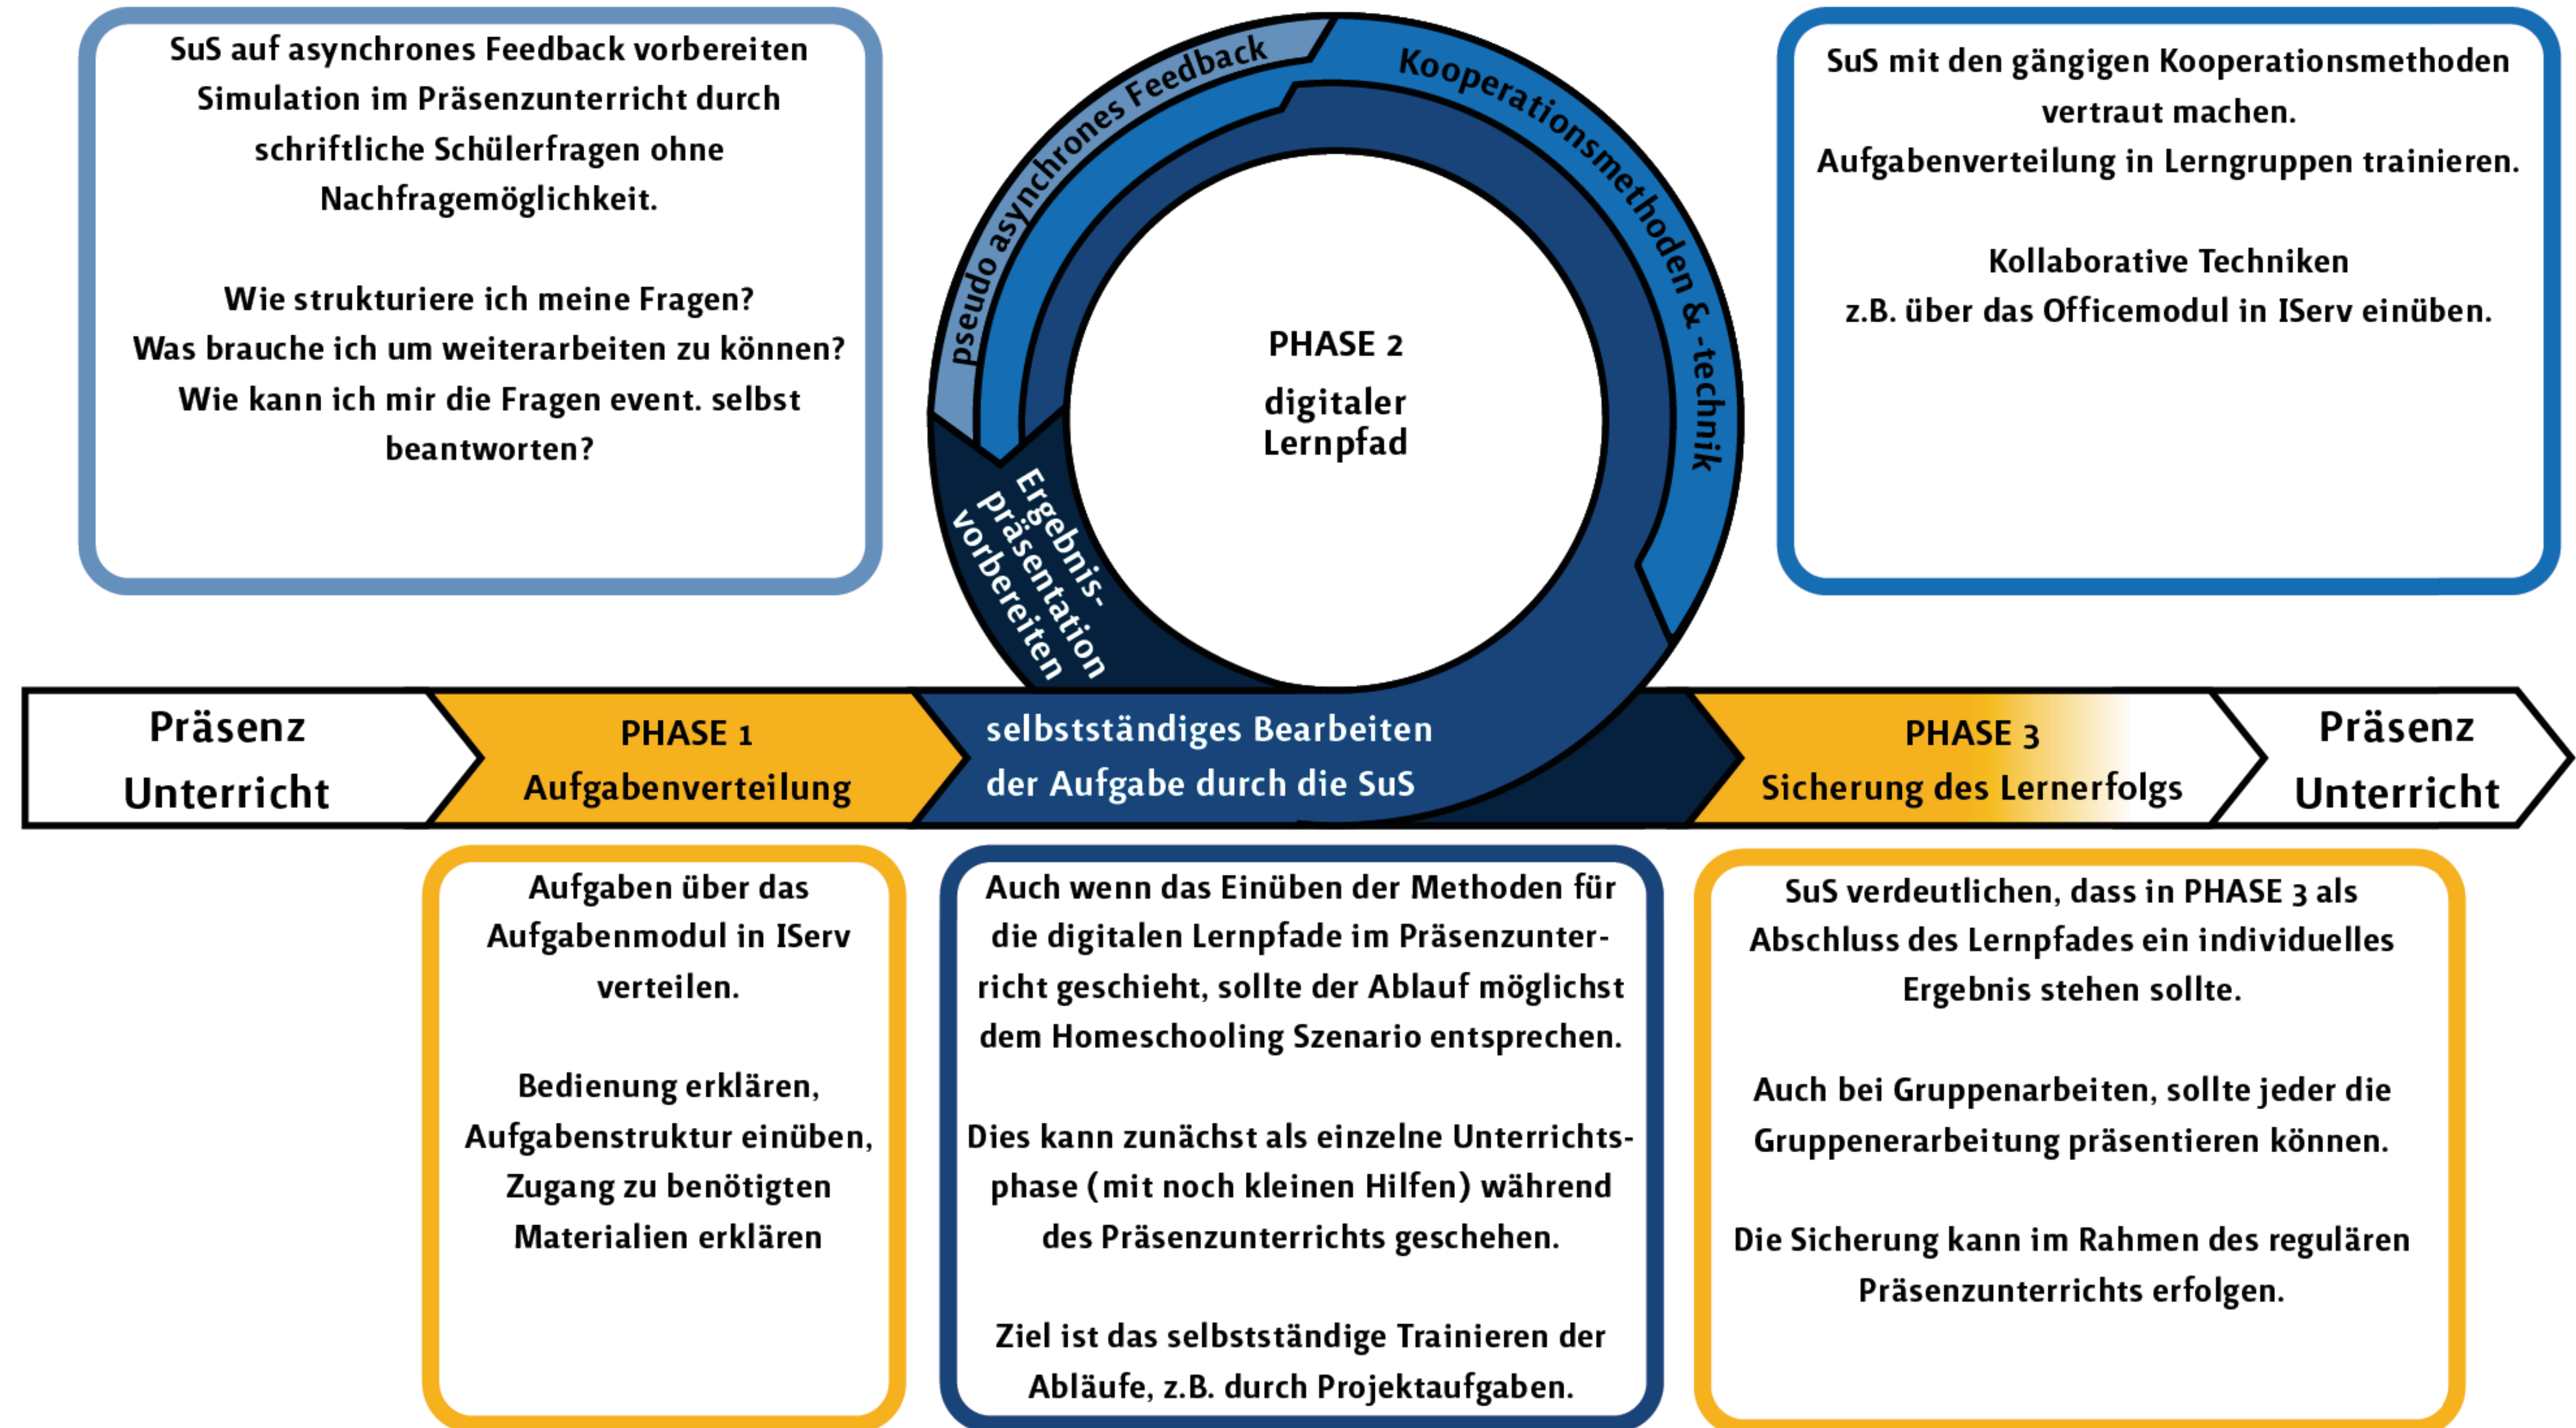 SuS auf asynchrones Feedback vorbereiten
Simulation im Präsenzunterricht durch
schriftliche Schülerfragen ohne
Nachfragemöglichkeit.
Wie strukturiere ich meine Fragen?
Was brauche ich um weiterarbeiten zu können?
Wie kann ich mir die Fragen event. selbst
beantworten?
pseudo asynchrones Feedback
Kooperationsmethoden & -technik
PHASE 2
digitaler
Lernpfad
Ergebnis-
präsentation
vorbereiten
SuS mit den gängigen Kooperationsmethoden
vertraut machen.
Aufgabenverteilung in Lerngruppen trainieren.
Kollaborative Techniken
z.B. über das Officemodul in IServ einüben.
Präsenz
Unterricht
PHASE 1
Aufgabenverteilung
selbstständiges Bearbeiten
der Aufgabe durch die SuS
PHASE 3
Sicherung des Lernerfolgs
Präsenz
Unterricht
Aufgaben über das
Aufgabenmodul in IServ
verteilen.
Bedienung erklären,
Aufgabenstruktur einüben,
Zugang zu benötigten
Materialien erklären
Auch wenn das Einüben der Methoden für
die digitalen Lernpfade im Präsenzunter-
richt geschieht, sollte der Ablauf möglichst
dem Homeschooling Szenario entsprechen.
Dies kann zunächst als einzelne Unterrichts-
phase (mit noch kleinen Hilfen) während
des Präsenzunterrichts geschehen.
Ziel ist das selbstständige Trainieren der
Abläufe, z.B. durch Projektaufgaben.
SuS verdeutlichen, dass in PHASE 3 als
Abschluss des Lernpfades ein individuelles
Ergebnis stehen sollte.
Auch bei Gruppenarbeiten, sollte jeder die
Gruppenerarbeitung präsentieren können.
Die Sicherung kann im Rahmen des regulären
Präsenzunterrichts erfolgen.